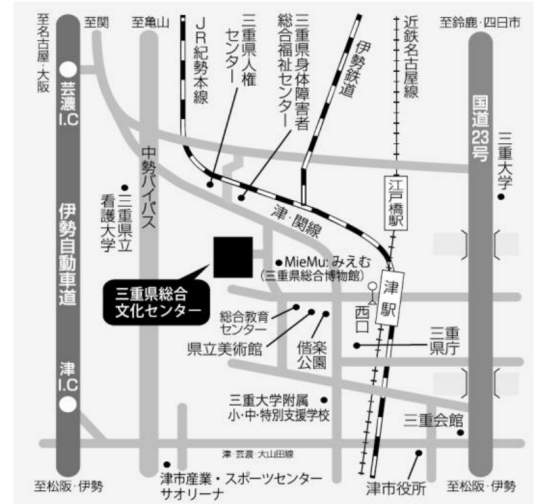 至名古屋・大阪
至関
至亀山
JR紀勢本線
三重県人権
センター
三重県身体障害者
総合福祉センター
伊勢鉄道
近鉄名古屋線
至鈴鹿・四日市
芸濃I.C
国道23号
三重大学
中勢バイパス
三重県立
看護大学
江戸橋駅
津・関線
伊勢自動車道
MieMu:みえむ
(三重県総合博物館)
三重県総合
文化センター
津駅
西口
総合教育
センター
県立美術館
偕楽
公園
三重
県庁
津I.C
三重大学附属
小・中・特別支援学校
三重会館
津・芸濃・大山田線
津市産業・スポーツセンター
サオリーナ
津市役所
至松阪・伊勢
至松阪・伊勢